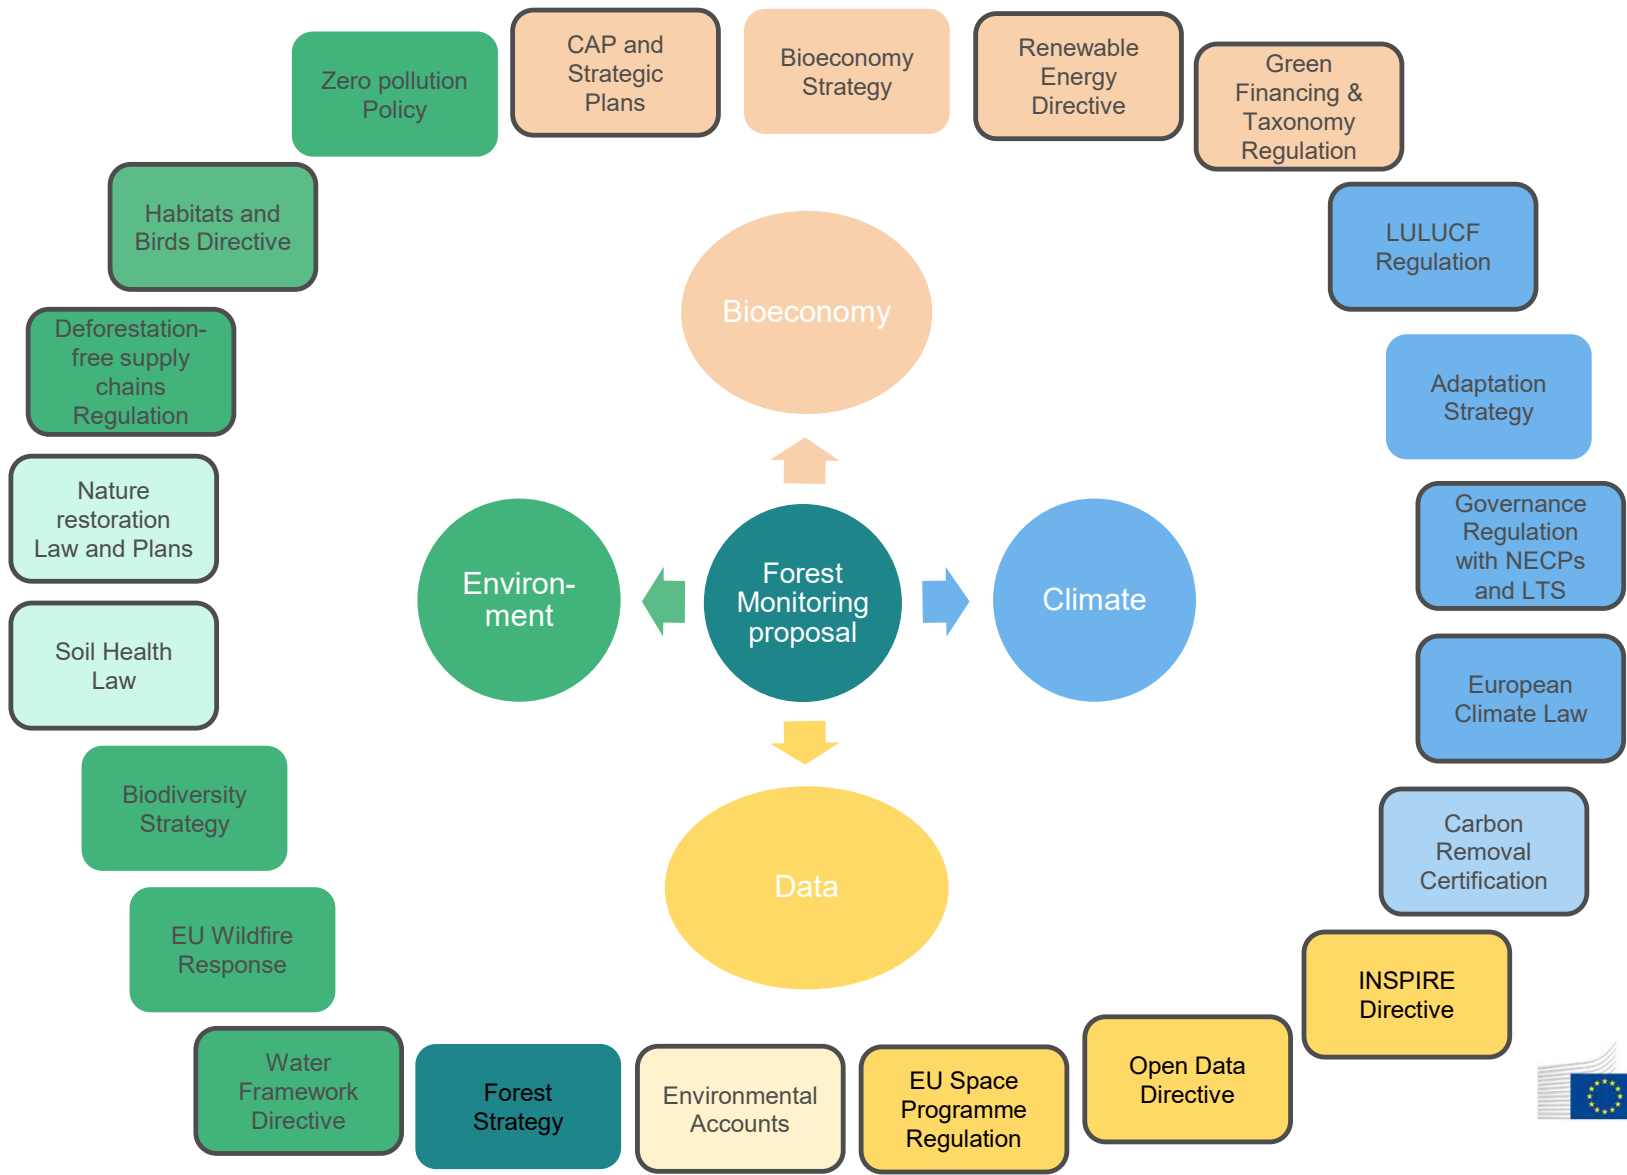 Zero pollution
Policy
CAP and
Strategic
Plans
Bioeconomy
Strategy
Renewable
Energy
Directive
Green
Financing &
Taxonomy
Regulation
Habitats and
Birds Directive
LULUCF
Regulation
Deforestation-
free supply
chains
Regulation
Bioeconomy
Adaptation
Strategy
Nature
restoration
Law and Plans
Governance
Regulation
with NECPs
and LTS
Environ-
ment
Forest
Monitoring
proposal
Climate
Soil Health
Law
European
Climate Law
Biodiversity
Strategy
Data
Carbon
Removal
Certification
EU Wildfire
Response
INSPIRE
Directive
Water
Framework
Directive
Forest
Strategy
Environmental
Accounts
EU Space
Programme
Regulation
Open Data
Directive